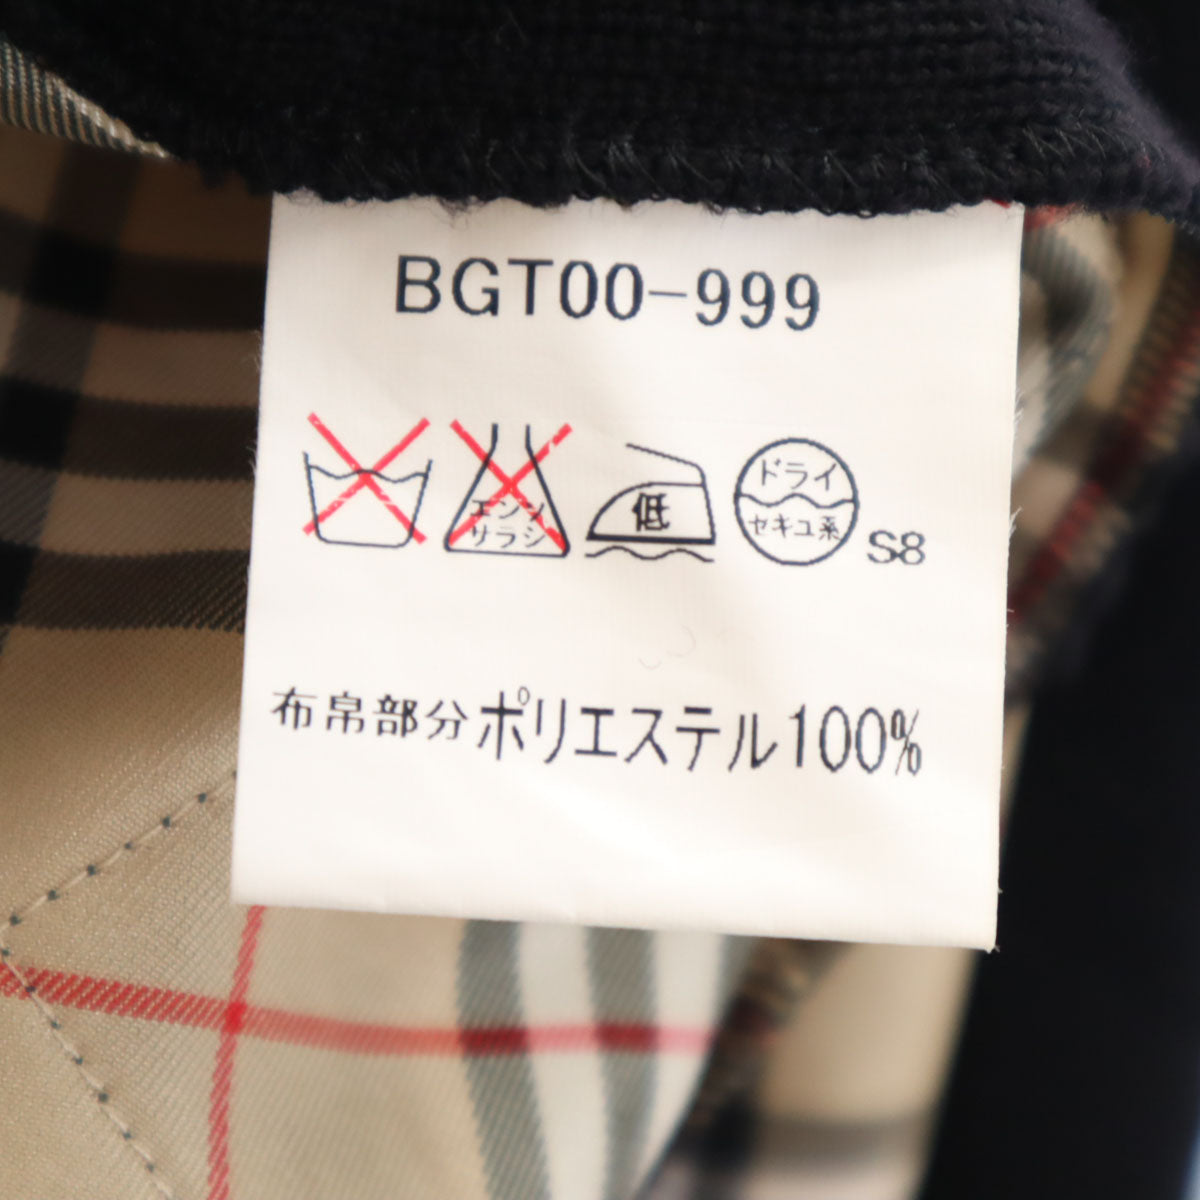 BGT00-999
エンソ
サラシ
低
ドライ
セキユ系
S8
布帛部分ポリエステル100%